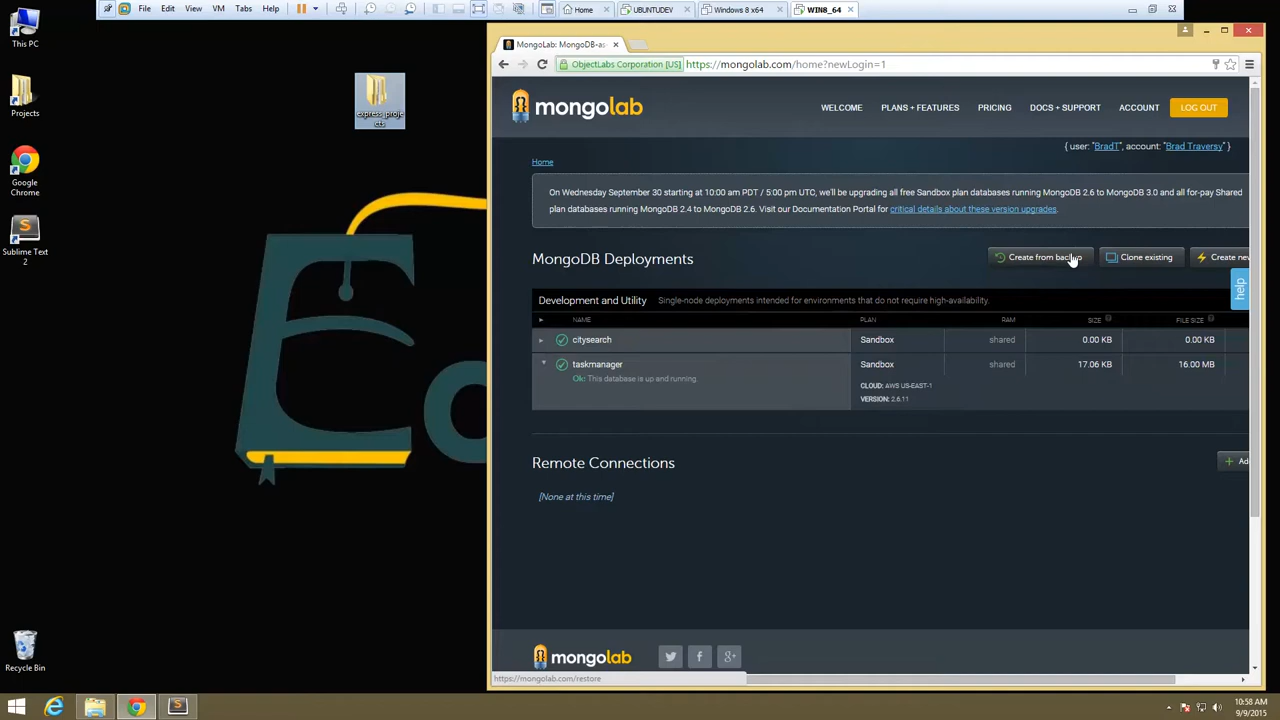 File Edit View VM Tabs Help
Home UBUNTUDEV Windows 8 x64 WIN8_64
This PC
Projects
Google
Chrome
Sublime Text
2
Recycle Bin
express_proje
cts
E
MongoLab: MongoDB-as
ObjectLabs Corporation [US] https://mongolab.com/home?newLogin=1
mongolab WELCOME PLANS + FEATURES PRICING DOCS + SUPPORT ACCOUNT LOG OUT
{ user: "BradT", account: "Brad Traversy" }
Home
On Wednesday September 30 starting at 10:00 am PDT / 5:00 pm UTC, we'll be upgrading all free Sandbox plan databases running MongoDB 2.6 to MongoDB 3.0 and all for-pay Shared
plan databases running MongoDB 2.4 to MongoDB 2.6. Visit our Documentation Portal for critical details about these version upgrades.
MongoDB Deployments Create from backup Clone existing Create new
help
Development and Utility Single-node deployments intended for environments that do not require high-availability.
NAME PLAN RAM SIZE FILE SIZE
citysearch Sandbox shared 0.00 KB 0.00 KB
taskmanager Sandbox shared 17.06 KB 16.00 MB
Ok: This database is up and running.
CLOUD: AWS US-EAST-1
VERSION: 2.6.11
Remote Connections
[None at this time]
mongolab
https://mongolab.com/restore
10:58 AM
9/9/2015